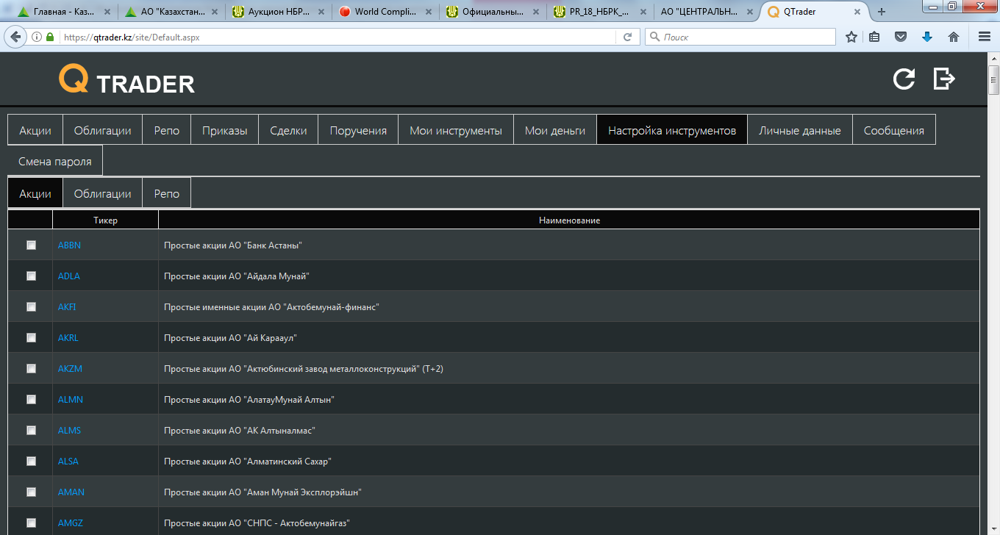 Главная - Каз...
АО "Казахстан...
Аукцион НБР...
World Compli...
Официальны...
PR_18_НБРК_...
АО "ЦЕНТРАЛЬН...
QTrader
https://qtrader.kz/site/Default.aspx
Поиск
Q TRADER
Акции Облигации Репо Приказы Сделки Поручения Мои инструменты Мои деньги Настройка инструментов Личные данные Сообщения
Смена пароля
Акции Облигации Репо
Тикер Наименование
ABBN Простые акции АО "Банк Астаны"
ADLA Простые акции АО "Айдала Мунай"
AKFI Простые именные акции АО "Актобемунай-финанс"
AKRL Простые акции АО "Ай Карааул"
AKZM Простые акции АО "Актюбинский завод металлоконструкций" (T+2)
ALMN Простые акции АО "АлатауМунай Алтын"
ALMS Простые акции АО "АК Алтыналмас"
ALSA Простые акции АО "Алматинский Сахар"
AMAN Простые акции АО "Аман Мунай Эксплорэйшн"
AMGZ Простые акции АО "СНПС - Актобемунайгаз"